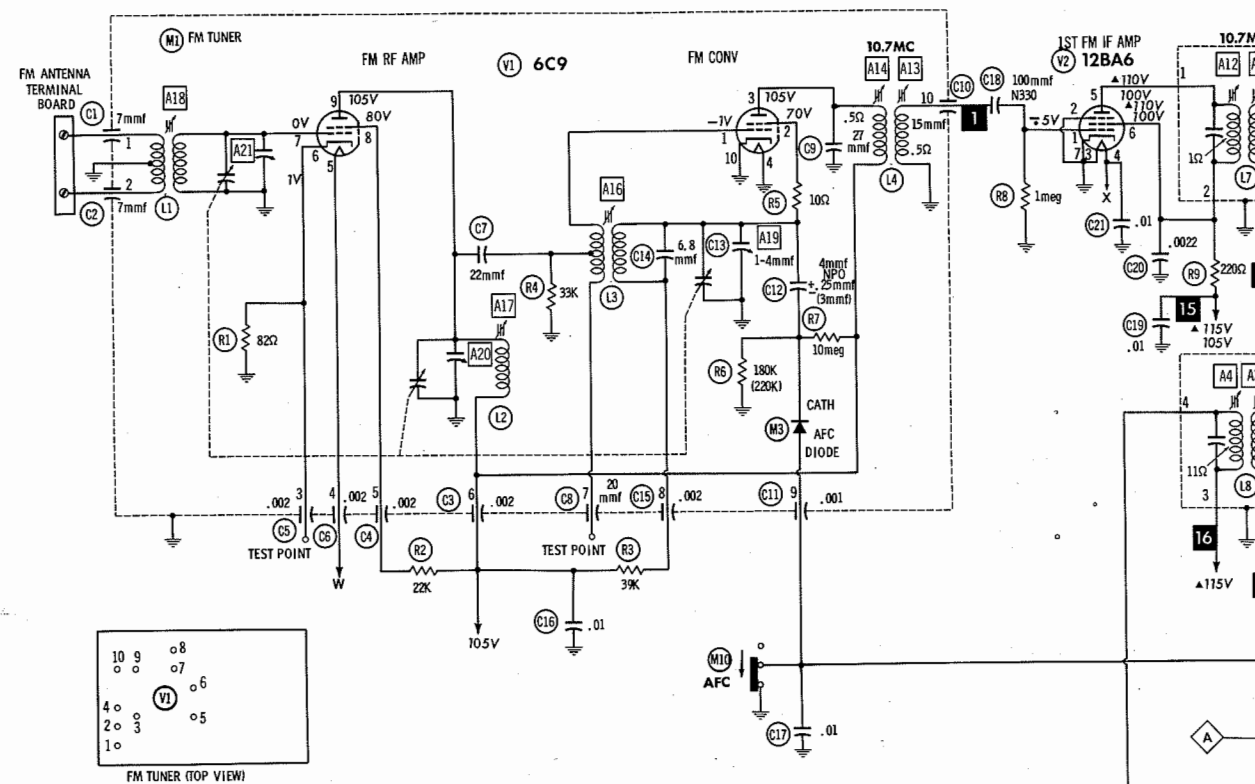 M1 FM TUNER
FM RF AMP
V1 6C9
FM CONV
10.7MC
A14 A13
1ST FM IF AMP
V2 12BA6
10.7M
A12
FM ANTENNA
TERMINAL
BOARD
C1
7mmf
1
2
C2
7mmf
L1
A18
A21
0V
7
6
1V
9
105V
80V
8
5
R1
82Ω
C7
22mmf
R4
33K
A17
A20
L2
A16
L3
-1V
1
10
3
105V
70V
2
4
R5
10Ω
C14
6.8
mmf
C13
A19
1-4mmf
C12
4mmf
NPO
±.25mmf
(3mmf)
R7
10meg
R6
180K
(220K)
CATH
M3
AFC
DIODE
C9
.5Ω
27
mmf
15mmf
.5Ω
L4
10
C10
1
C18
100mmf
N330
∓5V
2
1
7
3
4
5
6
▲110V
100V
▲110V
100V
R8
1meg
X
C21
.01
C20
.0022
R9
220Ω
C19
.01
15
▲ 115V
105V
1
1Ω
2
L7
A4
4
11Ω
3
L8
16
▲115V
3
.002
C5
4
.002
C6
5
.002
C4
C3
6
.002
C8
7
20
mmf
C15
8
.002
C11
9
.001
TEST POINT
W
R2
22K
TEST POINT
R3
39K
C16
.01
105V
M10
AFC
C17
.01
A
10 9
8
7
6
V1
4
2
3
5
1
FM TUNER (TOP VIEW)